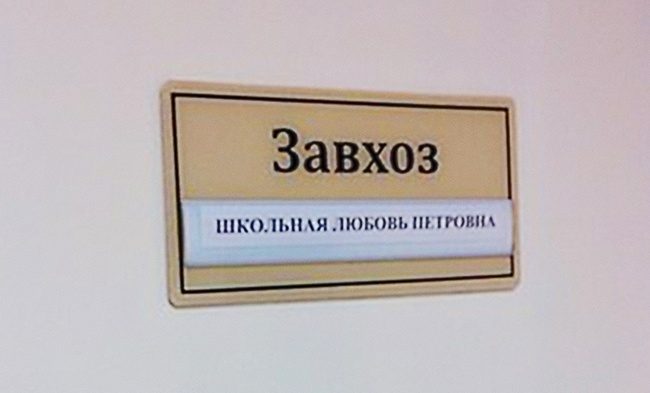 Завхоз
ШКОЛЬНАЯ ЛЮБОВЬ ПЕТРОВНА